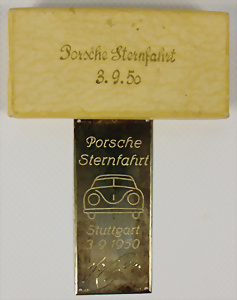 Porsche Sternfahrt
3.9.50
Porsche
Sternfahrt
Stuttgart
3.9.1950